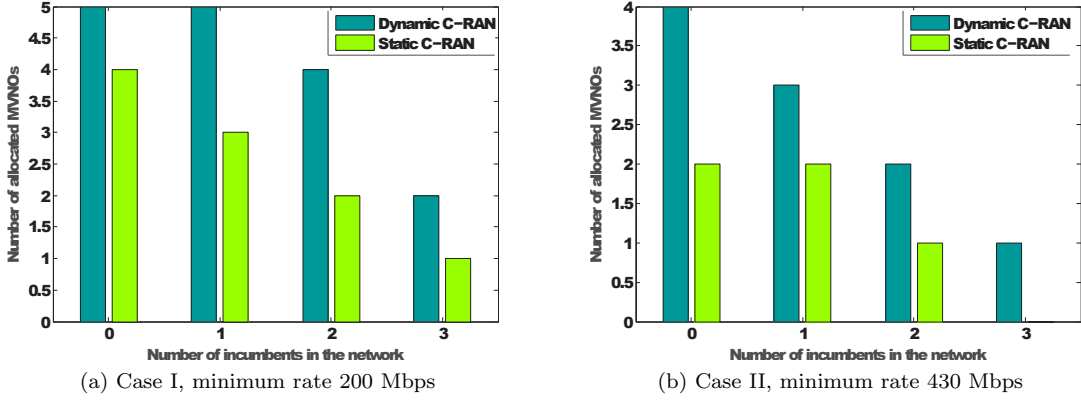 5
4.5
4
3.5
3
2.5
2
1.5
1
0.5
0
Number of allocated MVNOs
Dynamic C−RAN
Static C−RAN
0 1 2 3
Number of incumbents in the network
(a) Case I, minimum rate 200 Mbps
4
3.5
3
2.5
2
1.5
1
0.5
0
Number of allocated MVNOs
Dynamic C−RAN
Static C−RAN
0 1 2 3
Number of incumbents in the network
(b) Case II, minimum rate 430 Mbps